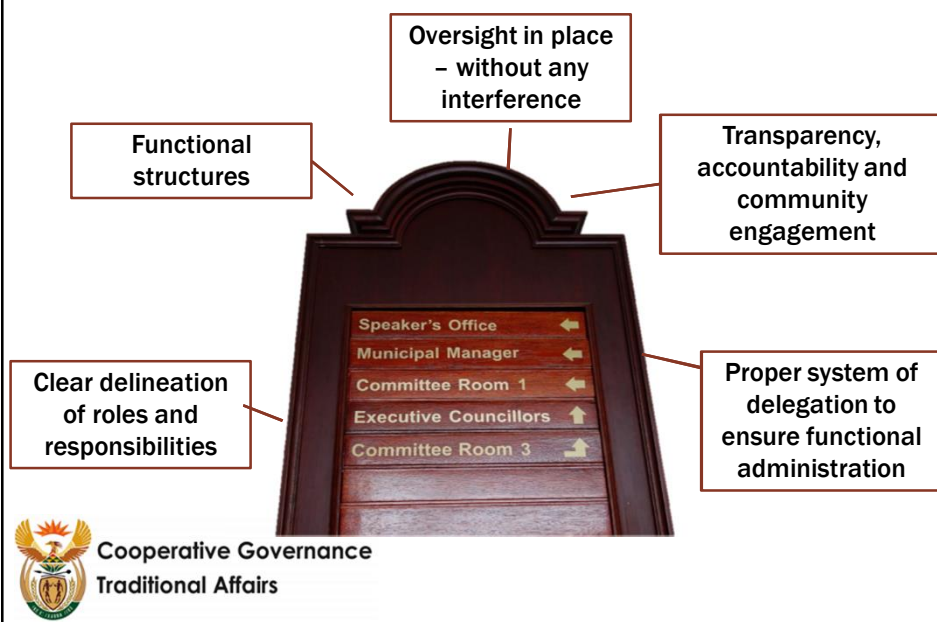 Oversight in place
– without any
interference
Functional
structures
Transparency,
accountability and
community
engagement
Speaker's Office
Municipal Manager
Committee Room 1
Executive Councillors
Committee Room 3
Clear delineation
of roles and
responsibilities
Proper system of
delegation to
ensure functional
administration
Cooperative Governance
Traditional Affairs